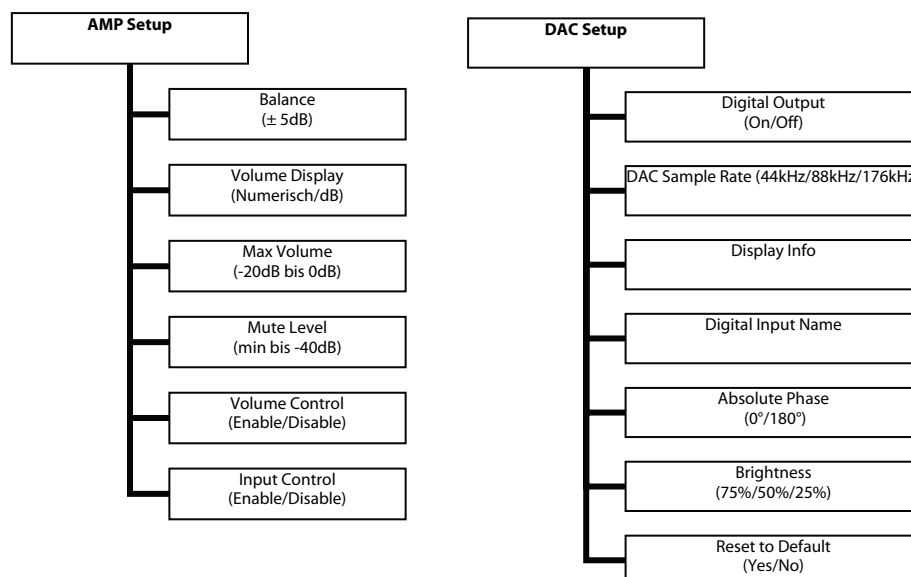 AMP Setup
Balance
(± 5dB)
Volume Display
(Numerisch/dB)
Max Volume
(-20dB bis 0dB)
Mute Level
(min bis -40dB)
Volume Control
(Enable/Disable)
Input Control
(Enable/Disable)
DAC Setup
Digital Output
(On/Off)
DAC Sample Rate (44kHz/88kHz/176kHz
Display Info
Digital Input Name
Absolute Phase
(0°/180°)
Brightness
(75%/50%/25%)
Reset to Default
(Yes/No)